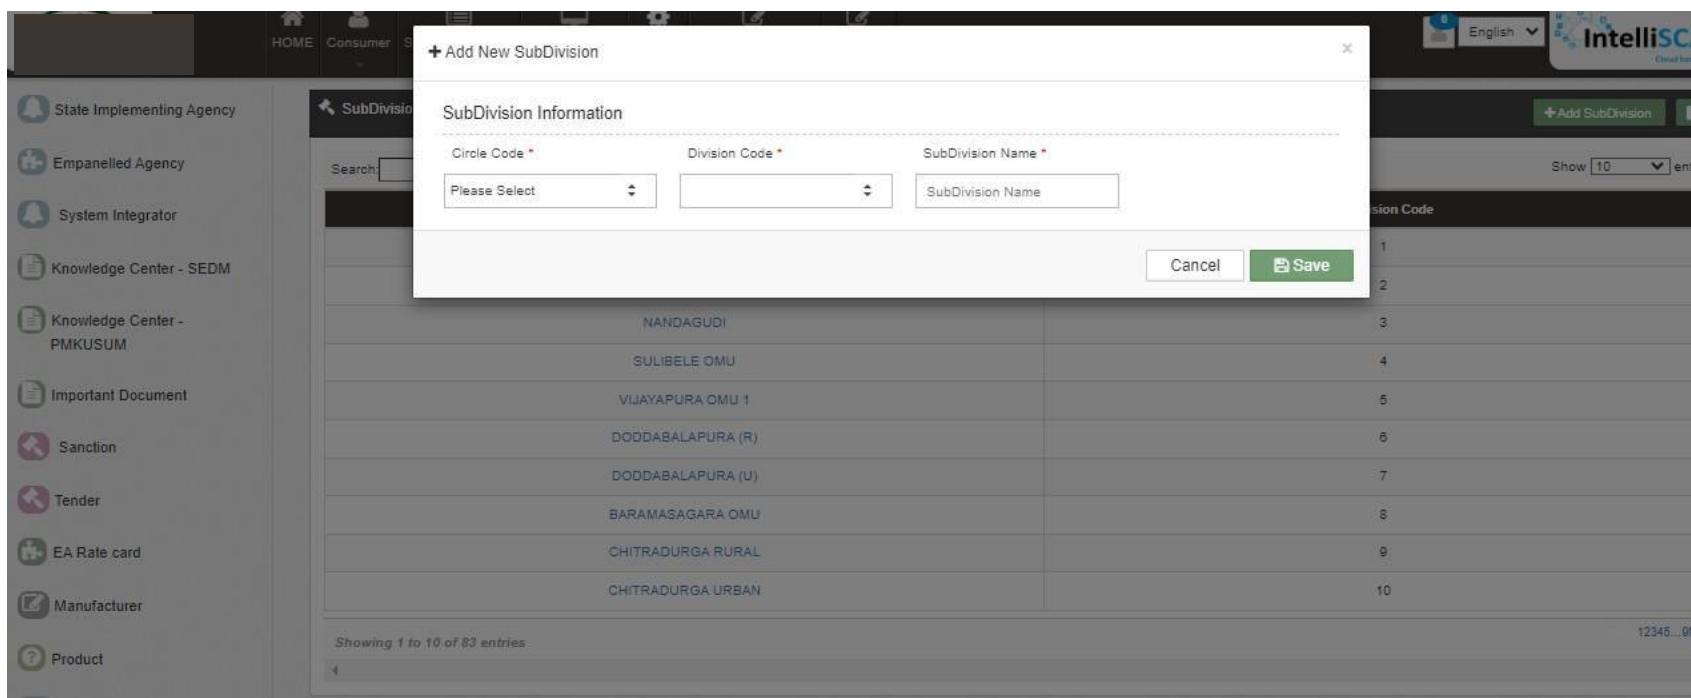 HOME Consumer
English
IntelliSC
+ Add New SubDivision ×
State Implementing Agency
SubDivisio
+Add SubDivision
SubDivision Information
Circle Code * Division Code * SubDivision Name *
Empanelled Agency
Search:
Show 10
Please Select
SubDivision Name
System Integrator
sion Code
1
Cancel Save
Knowledge Center - SEDM
2
Knowledge Center -
PMKUSUM
NANDAGUDI 3
SULIBELE OMU 4
Important Document
VIJAYAPURA OMU 1 5
Sanction
DODDABALAPURA (R) 6
DODDABALAPURA (U) 7
Tender
BARAMASAGARA OMU 8
EA Rate card
CHITRADURGA RURAL 9
CHITRADURGA URBAN 10
Manufacturer
Showing 1 to 10 of 83 entries
12345...9
Product